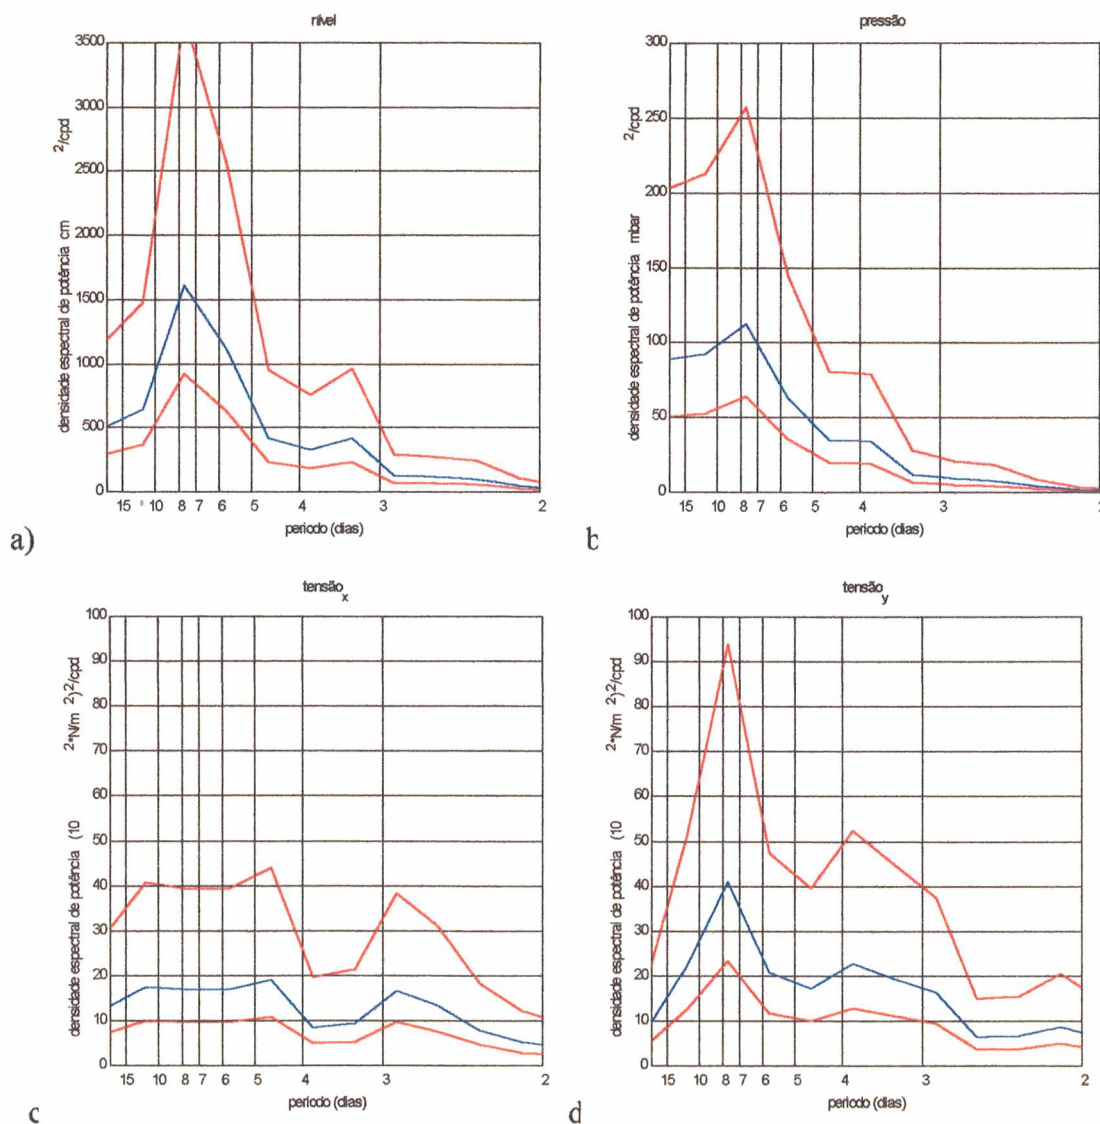 nível
densidade espectral de potência cm
2/cpd
3500
3000
2500
2000
1500
1000
500
0
15 10 8 7 6 5 4 3 2
período (dias)
a)
pressão
densidade espectral de potência mbar
2/cpd
300
250
200
150
100
50
0
15 10 8 7 6 5 4 3
período (dias)
b
tensão
x
densidade espectral de potência (10
2*N/m 2)2/cpd
100
90
80
70
60
50
40
30
20
10
0
15 10 8 7 6 5 4 3 2
período (dias)
c
tensão
y
densidade espectral de potência (10
2*N/m 2)2/cpd
100
90
80
70
60
50
40
30
20
10
0
15 10 8 7 6 5 4 3 2
período (dias)
d